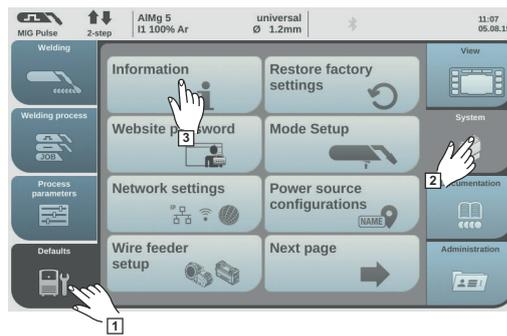 MIG Pulse
2-step
AlMg 5
I1 100% Ar
universal
Ø 1.2mm
11:07
Welding
Welding process
JOB
Process
parameters
Defaults
1
Information
3
Restore factory
settings
Website password
Mode Setup
Network settings
IP
Power source
configurations
NAME
Wire feeder
setup
Next page
View
System
2
Documentation
Administration